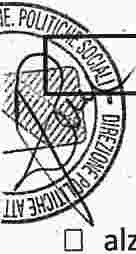 E. POLITICHE SOCIALI • DIREZIONE POLITICHE ATT
☐ alz